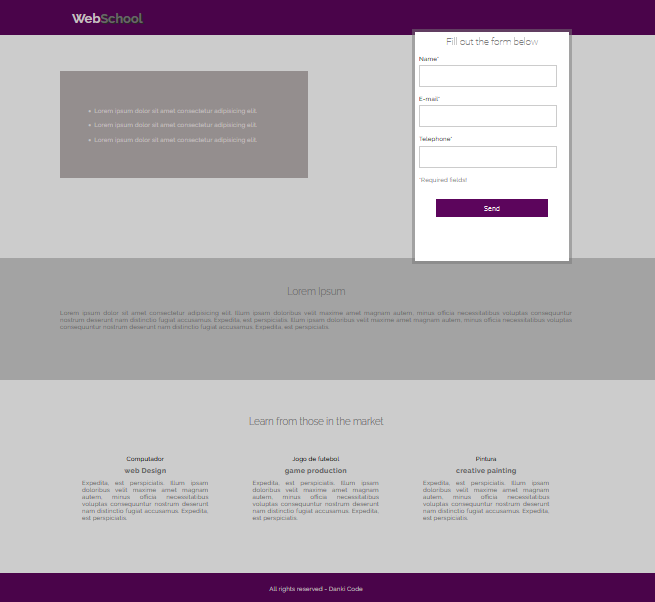 WebSchool
Fill out the form below
Name*
E-mail*
Telephone*
*Required fields!
Send
Lorem ipsum dolor sit amet consectetur adipisicing elit.
Lorem ipsum dolor sit amet consectetur adipisicing elit.
Lorem ipsum dolor sit amet consectetur adipisicing elit.
Lorem Ipsum
Lorem ipsum dolor sit amet consectetur adipisicing elit. Illum ipsam doloribus velit maxime amet magnam autem, minus officia necessitatibus voluptas consequuntur
nostrum deserunt nam distinctio fugiat accusamus. Expedita, est perspiciatis. Illum ipsam doloribus velit maxime amet magnam autem, minus officia necessitatibus voluptas
consequuntur nostrum deserunt nam distinctio fugiat accusamus. Expedita, est perspiciatis.
Learn from those in the market
Computador
web Design
Expedita, est perspiciatis. Illum ipsam
doloribus velit maxime amet magnam
autem, minus officia necessitatibus
voluptas consequuntur nostrum deserunt
nam distinctio fugiat accusamus. Expedita,
est perspiciatis.
Jogo de futebol
game production
Expedita, est perspiciatis. Illum ipsam
doloribus velit maxime amet magnam
autem, minus officia necessitatibus
voluptas consequuntur nostrum deserunt
nam distinctio fugiat accusamus. Expedita,
est perspiciatis.
Pintura
creative painting
Expedita, est perspiciatis. Illum ipsam
doloribus velit maxime amet magnam
autem, minus officia necessitatibus
voluptas consequuntur nostrum deserunt
nam distinctio fugiat accusamus. Expedita,
est perspiciatis.
All rights reserved - Danki Code